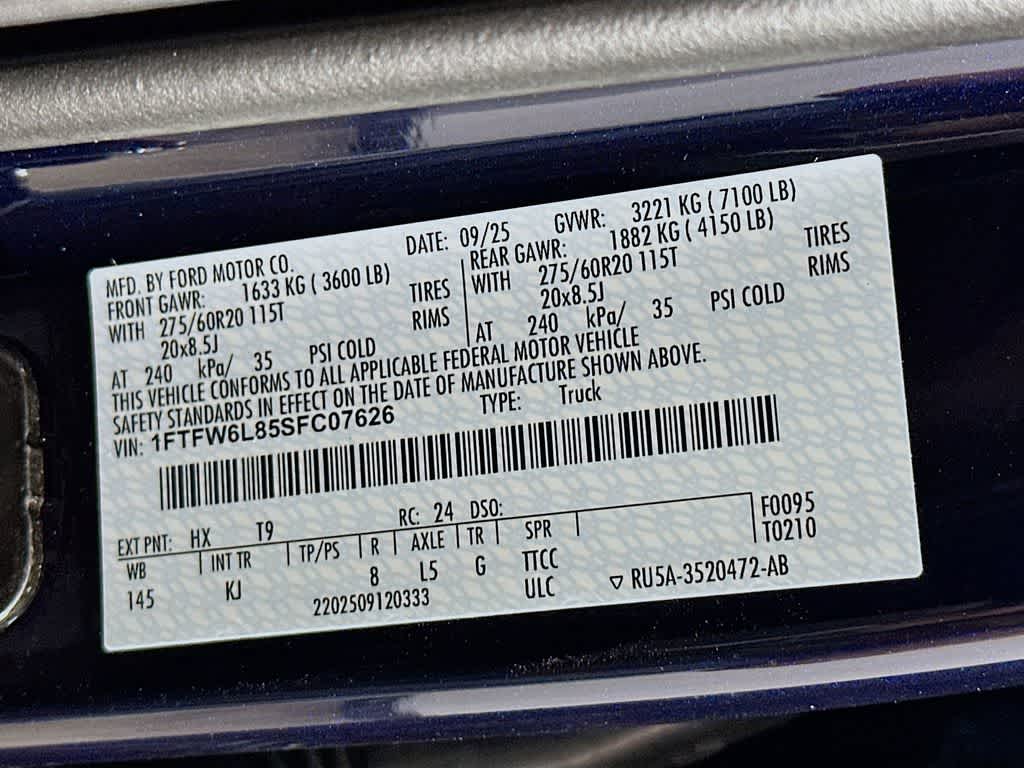 MFD. BY FORD MOTOR CO. DATE: 09/25 GVWR: 3221 KG ( 7100 LB)
FRONT GAWR: 1633 KG ( 3600 LB) REAR GAWR: 1882 KG ( 4150 LB)
WITH 275/60R20 115T TIRES WITH 275/60R20 115T TIRES
20x8.5J RIMS 20x8.5J RIMS
AT 240 kPa/ 35 PSI COLD AT 240 kPa/ 35 PSI COLD
THIS VEHICLE CONFORMS TO ALL APPLICABLE FEDERAL MOTOR VEHICLE
SAFETY STANDARDS IN EFFECT ON THE DATE OF MANUFACTURE SHOWN ABOVE.
VIN: 1FTFW6L85SFC07626 TYPE: Truck
EXT PNT: HX T9 RC: 24 DSO: F0095
WB INT TR TP/PS R AXLE TR SPR T0210
145 KJ 8 L5 G TTCC
2202509120333 ULC ▽ RU5A-3520472-AB